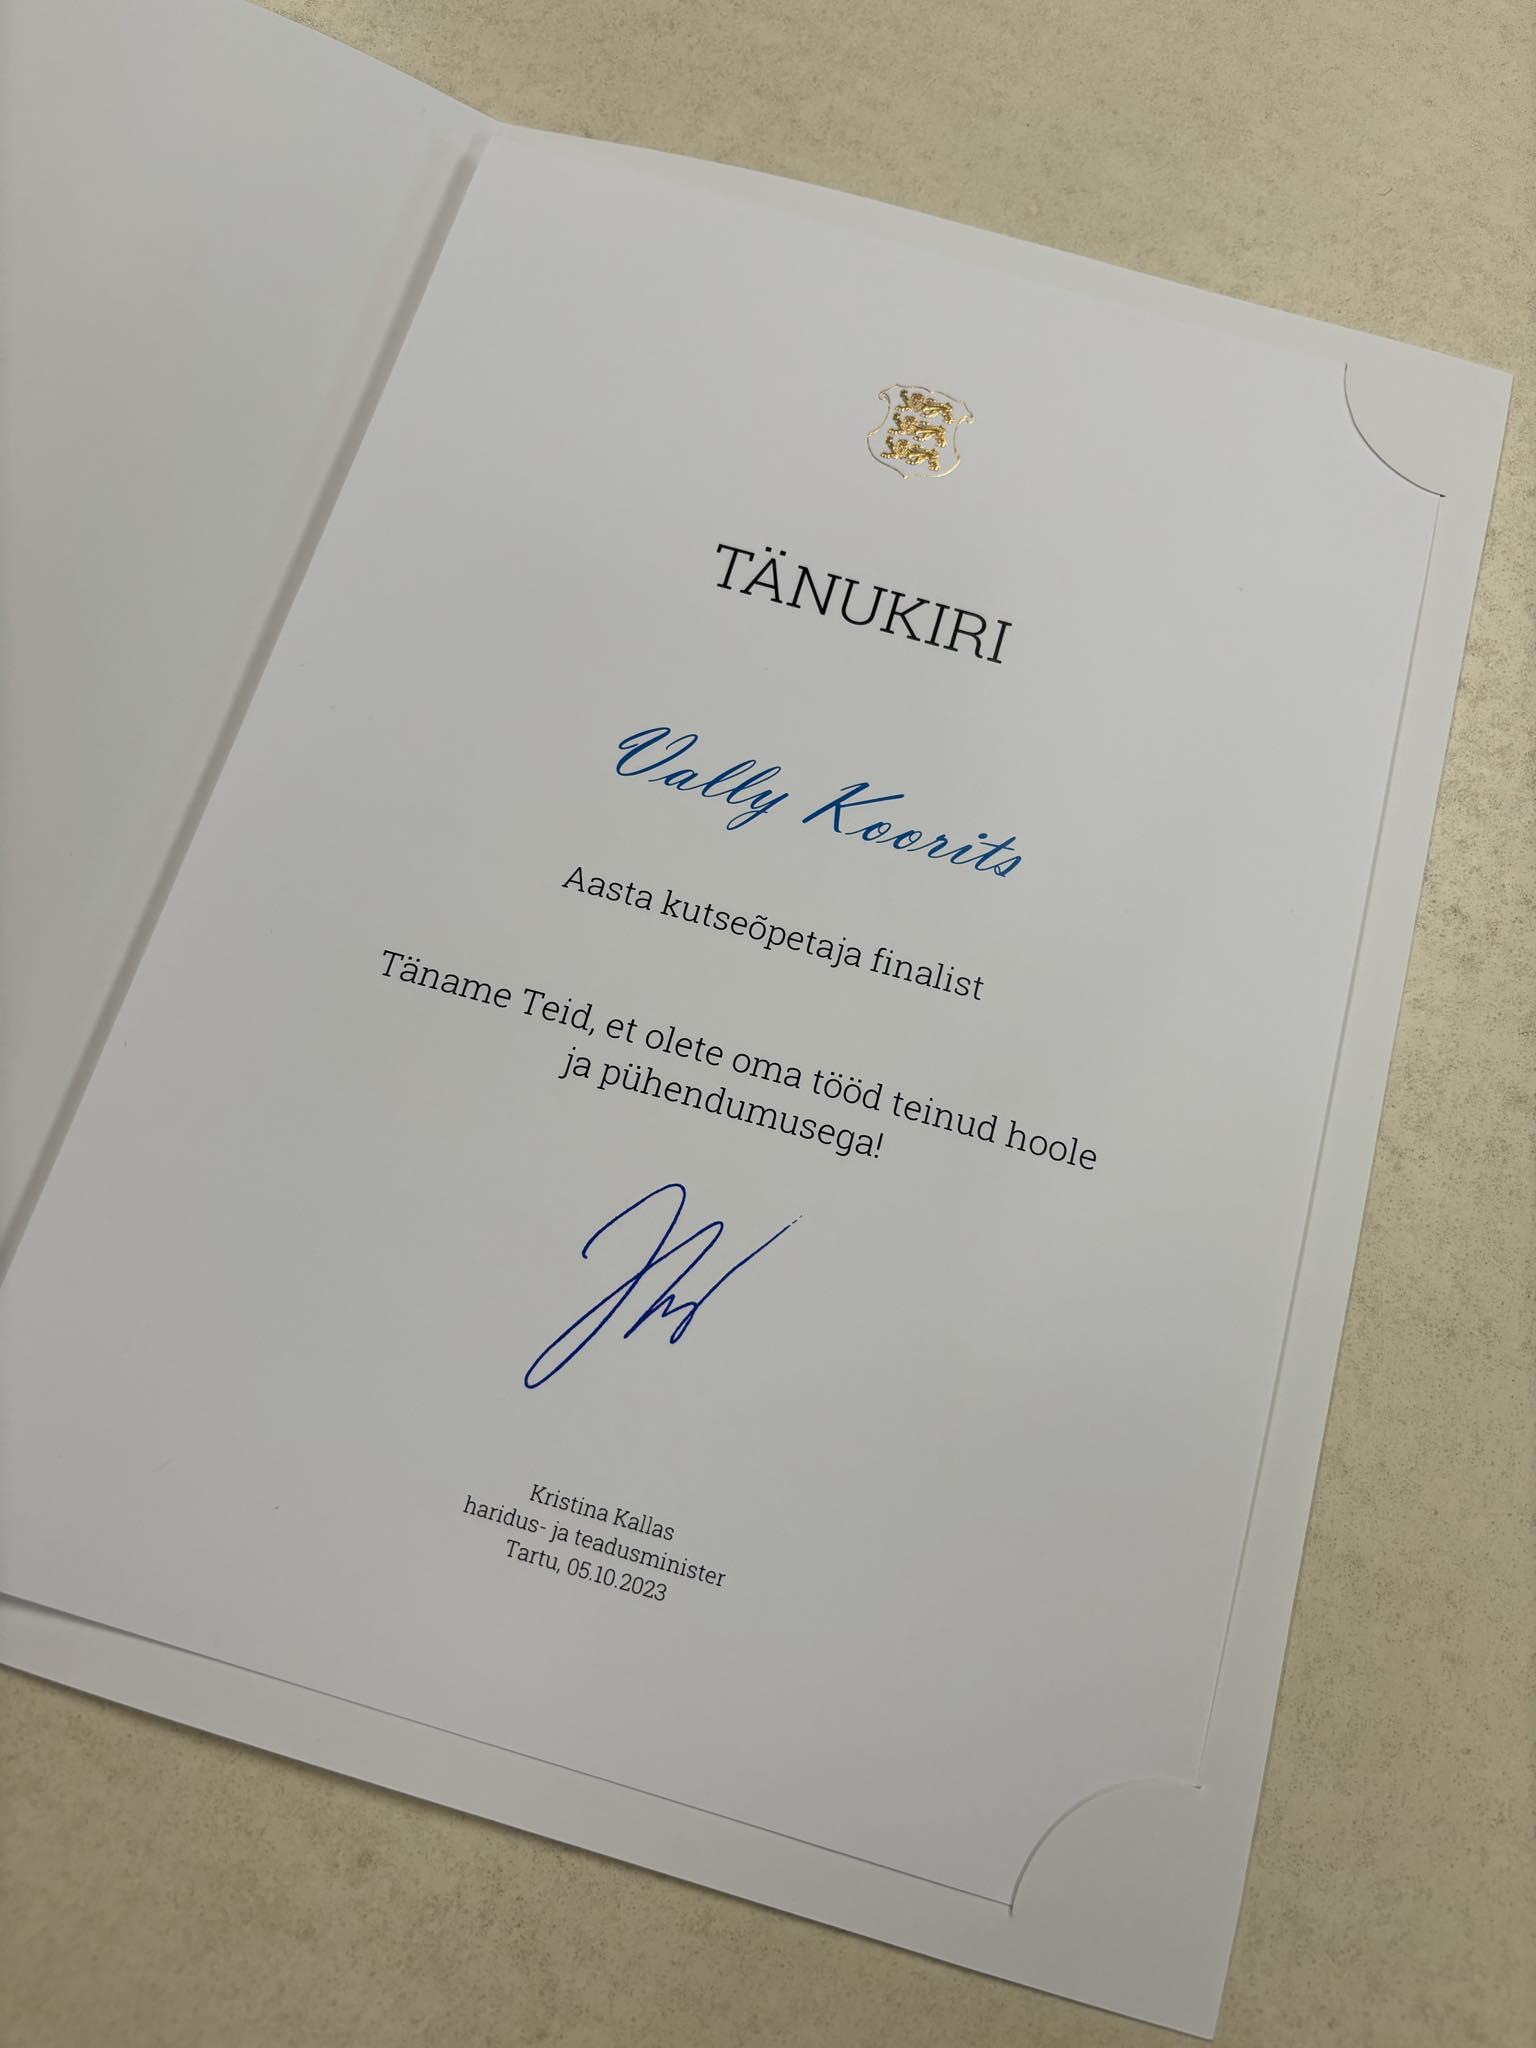 TÄNUKIRI
Vally Koorits
Aasta kutseõpetaja finalist
Täname Teid, et olete oma tööd teinud hoole
ja pühendumusega!
Kristina Kallas
haridus- ja teadusminister
Tartu, 05.10.2023